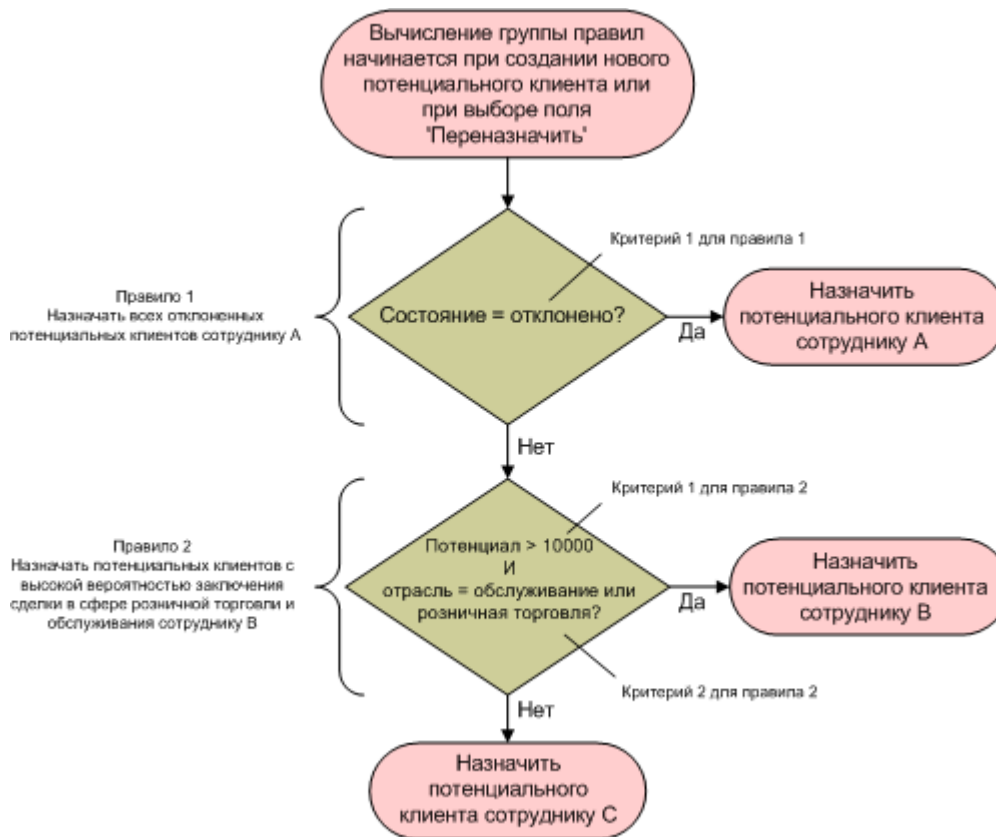 Вычисление группы правил
начинается при создании нового
потенциального клиента или
при выборе поля
'Переназначить'
Критерий 1 для правила 1
Правило 1
Назначать всех отклоненных
потенциальных клиентов сотруднику А
Состояние = отклонено?
Да
Назначить
потенциального клиента
сотруднику А
Нет
Критерий 1 для правила 2
Правило 2
Назначать потенциальных клиентов с
высокой вероятностью заключения
сделки в сфере розничной торговли и
обслуживания сотруднику В
Потенциал > 10000
И
отрасль = обслуживание или
розничная торговля?
Да
Назначить
потенциального клиента
сотруднику В
Критерий 2 для правила 2
Нет
Назначить
потенциального
клиента сотруднику С